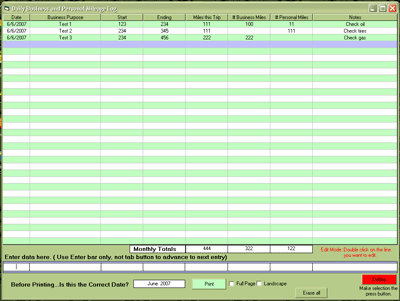 Daily Business and Personal Mileage Log
Date Business Purpose Start Ending Miles this Trip # Business Miles # Personal Miles Notes
6/6/2007 Test 1 123 234 111 100 11 Check oil
6/6/2007 Test 2 234 345 111 111 Check tires
6/6/2007 Test 3 234 456 222 222 Check gas
Monthly Totals 444 322 122
Edit Mode :Double click on the line
you want to edit.
Enter data here. ( Use Enter bar only, not tab button to advance to next entry)
Before Printing...Is this the Correct Date? June 2007 Print Full Page Landscape
Erase all
Make selection the
press button.